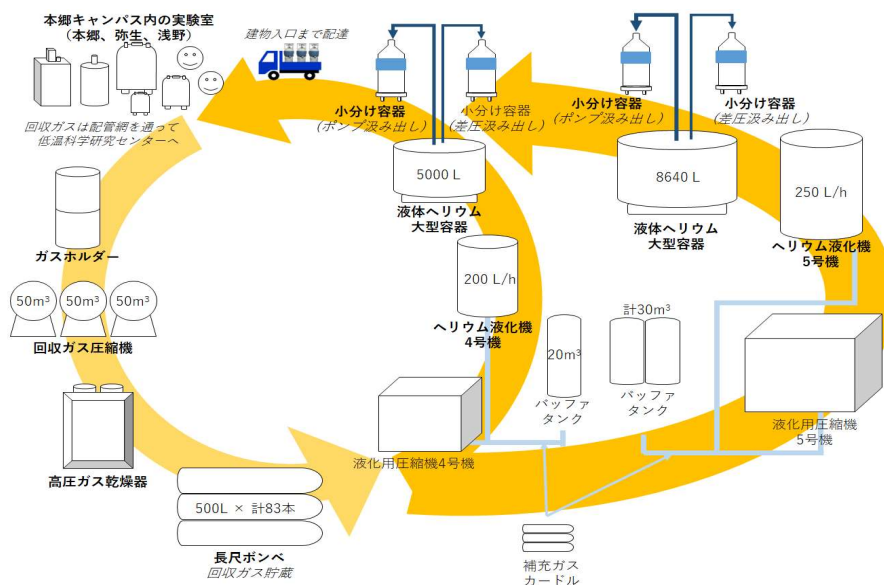 本郷キャンパス内の実験室
（本郷、弥生、浅野）
建物入口まで配達
回収ガスは配管網を通って
低温科学研究センターへ
小分け容器
(ポンプ汲み出し)
小分け容器
(差圧汲み出し)
小分け容器
(ポンプ汲み出し)
小分け容器
(差圧汲み出し)
5000 L
液体ヘリウム
大型容器
8640 L
液体ヘリウム
大型容器
250 L/h
ヘリウム液化機
5号機
200 L/h
ヘリウム液化機
4号機
ガスホルダー
50m³
50m³
50m³
回収ガス圧縮機
高圧ガス乾燥器
500L × 計83本
長尺ボンベ
回収ガス貯蔵
液化用圧縮機4号機
20m³
バッファ
タンク
計30m³
バッファ
タンク
液化用圧縮機
5号機
補充ガス
カードル